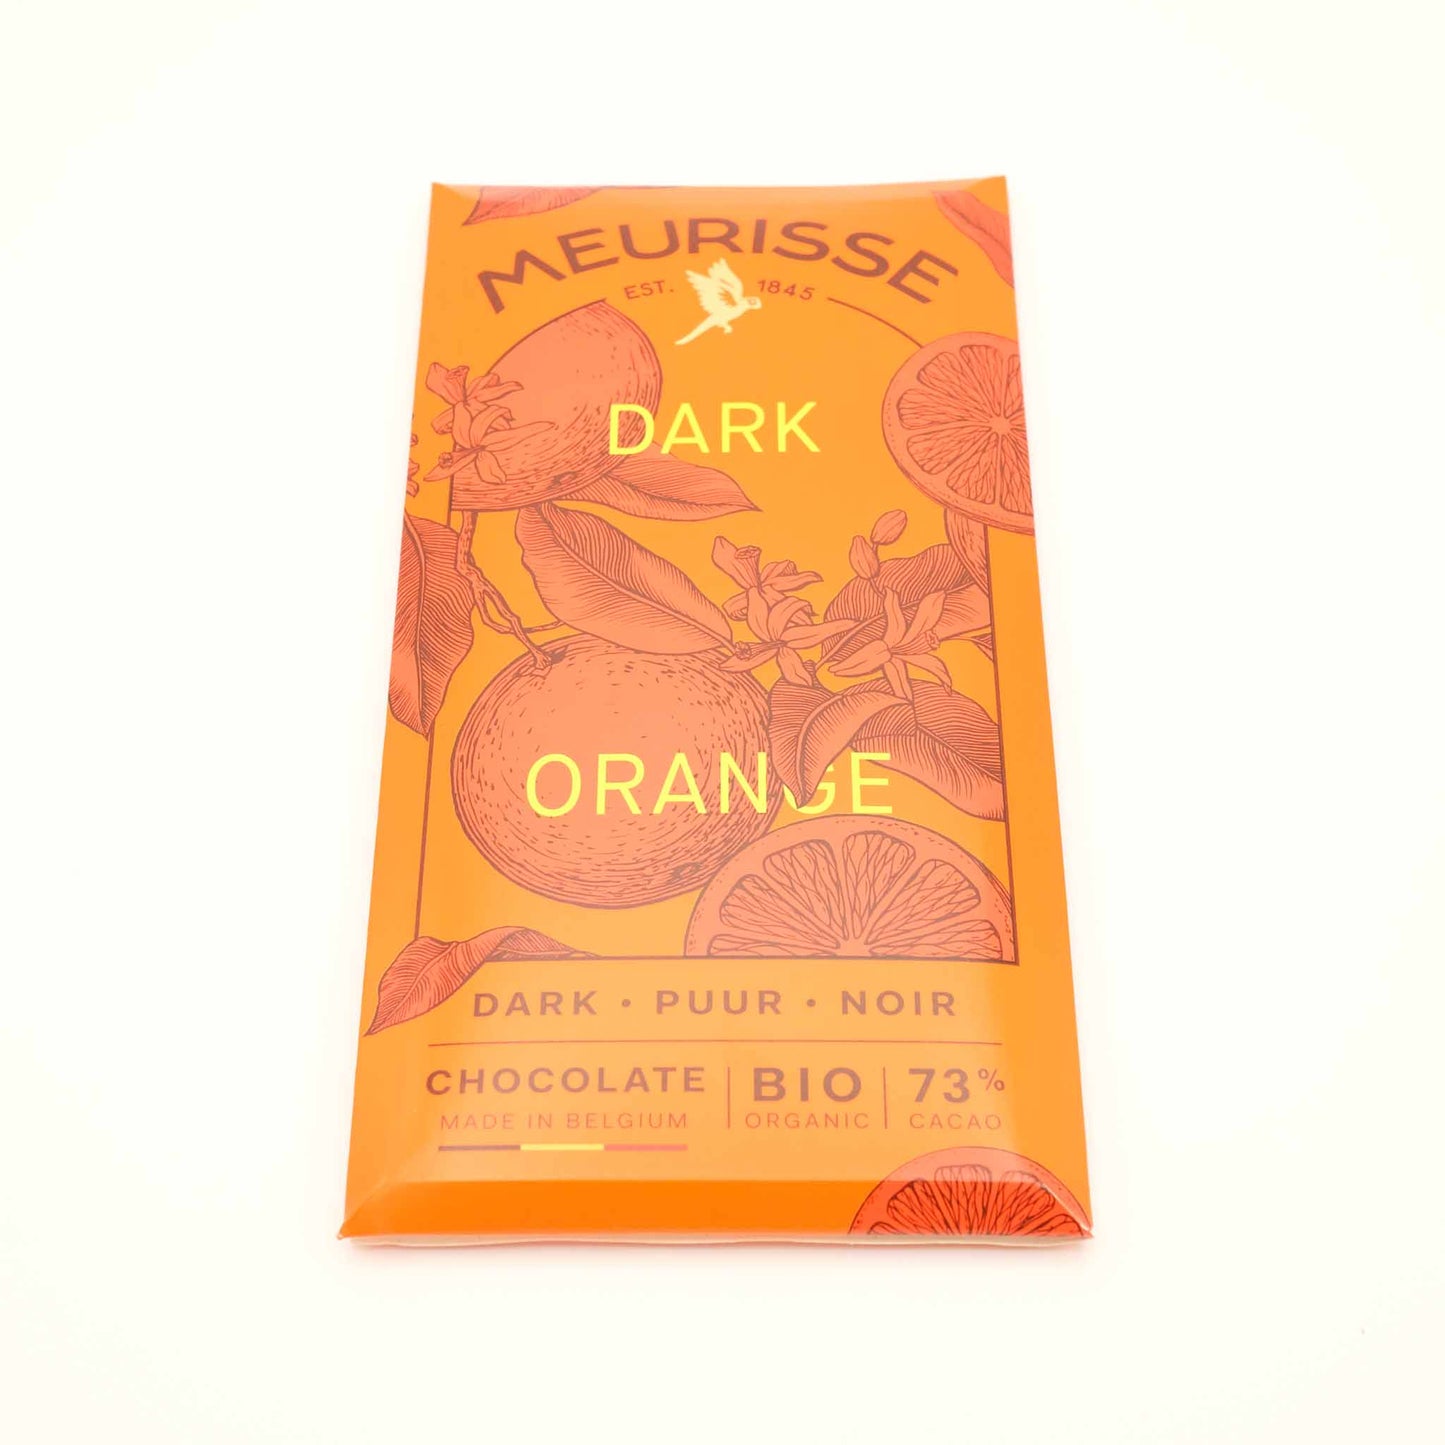 MEURISSE
EST. 1845
DARK
ORANGE
DARK • PUUR • NOIR
CHOCOLATE | BIO | 73%
MADE IN BELGIUM ORGANIC CACAO